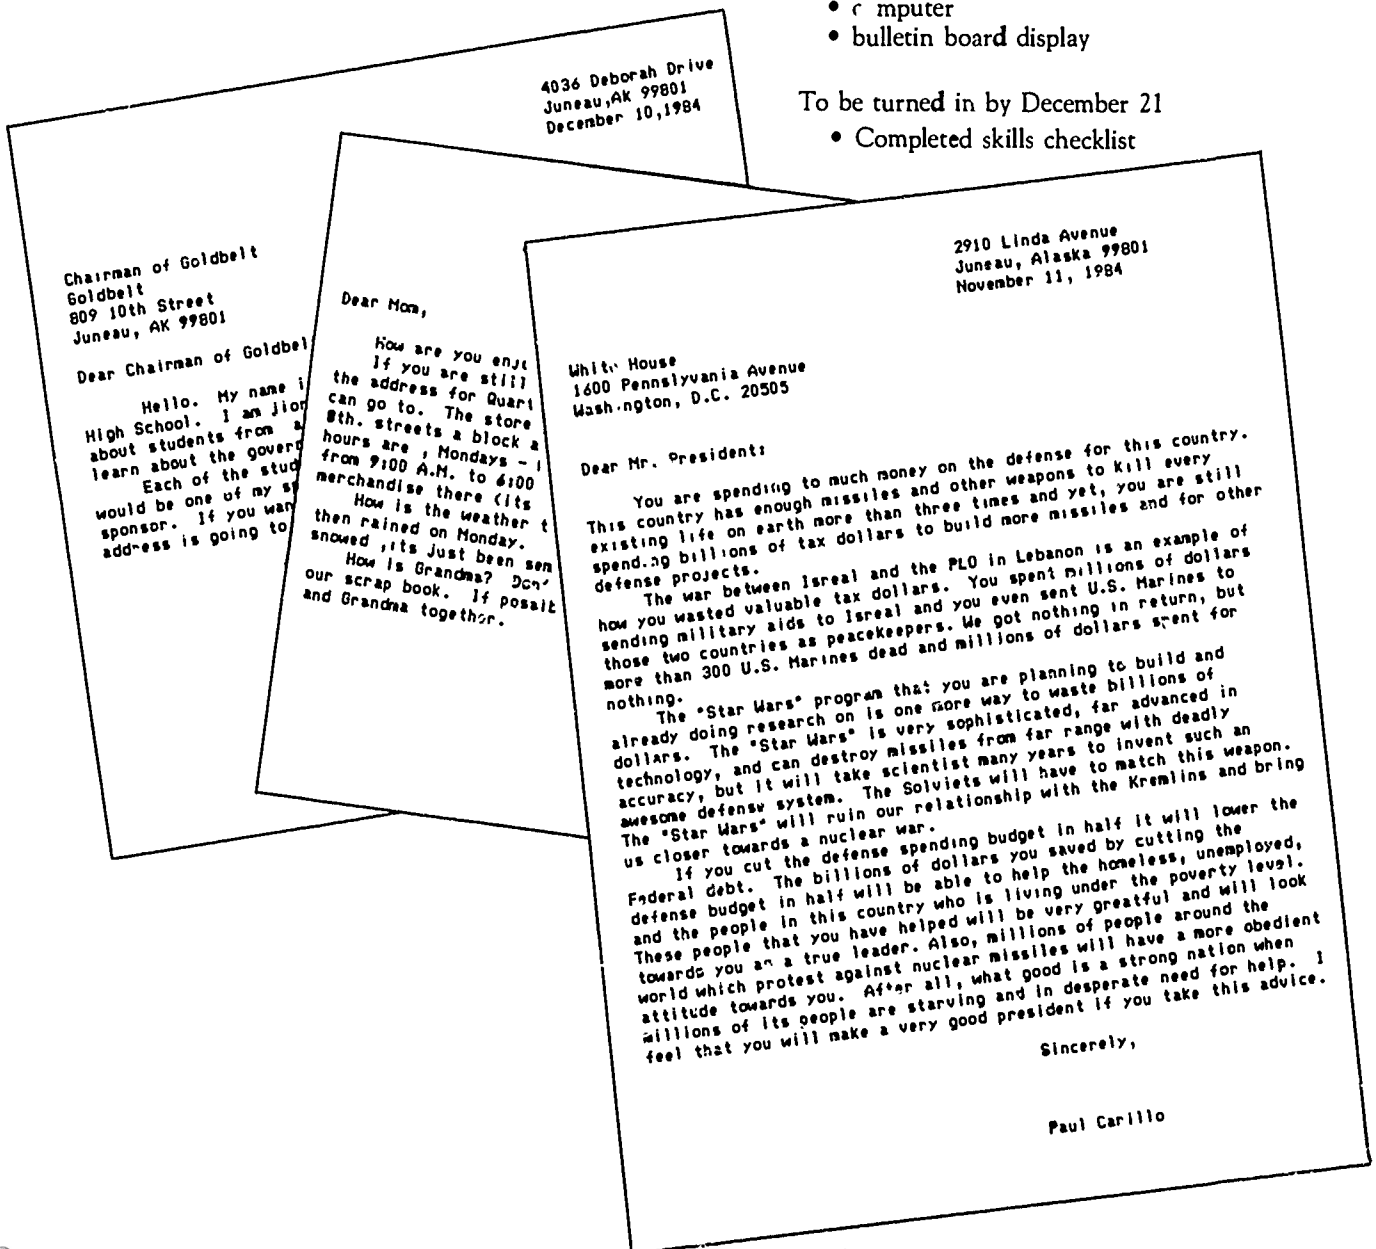 mputer
• bulletin board display
To be turned in by December 21
• Completed skills checklist
4036 Deborah Drive
Juneau,AK 99801
December 10,1984
Chairman of Goldbelt
Goldbelt
809 10th Street
Juneau, AK 99801
Dear Chairman of Goldbel
Hello. My name i
High School. I am
about students from a
learn about the govern
Each of the stud
would be one of my sp
sponsor. If you wan
address is going to
Dear Mom,
How are you enj
If you are still
the address for Quart
can go to. The store
8th. streets a block a
hours are , Mondays -
from 9:00 A.M. to 6:00
merchandise there (its
How is the weather t
then rained on Monday.
snowed ,its just been sem
How is Grandma? Don'
our scrap book. If posait
and Grandma together.
2910 Linda Avenue
Juneau, Alaska 99801
November 11, 1984
White House
1600 Pennslyvania Avenue
Washington, D.C. 20505
Dear Mr. President:
You are spending to much money on the defense for this country.
This country has enough missiles and other weapons to kill every
existing life on earth more than three times and yet, you are still
spending billions of tax dollars to build more missiles and for other
defense projects.
The war between Isreal and the PLO in Lebanon is an example of
how you wasted valuable tax dollars. You spent millions of dollars
sending military aids to Isreal and you even sent U.S. Marines to
those two countries as peacekeepers. We got nothing in return, but
more than 300 U.S. Marines dead and millions of dollars spent for
nothing.
The "Star Wars" program that you are planning to build and
already doing research on is one more way to waste billions of
dollars. The "Star Wars" is very sophisticated, far advanced in
technology, and can destroy missiles from far range with deadly
accuracy, but it will take scientist many years to invent such an
awesome defense system. The Solviets will have to match this weapon.
The "Star Wars" will ruin our relationship with the Kremlins and bring
us closer towards a nuclear war.
If you cut the defense spending budget in half it will lower the
Federal debt. The billions of dollars you saved by cutting the
defense budget in half will be able to help the homeless, unemployed,
and the people in this country who is living under the poverty level.
These people that you have helped will be very greatful and will look
towards you as a true leader. Also, millions of people around the
world which protest against nuclear missiles will have a more obedient
attitude towards you. After all, what good is a strong nation when
millions of its people are starving and in desperate need for help. I
feel that you will make a very good president if you take this advice.
Sincerely,
Paul Carillo